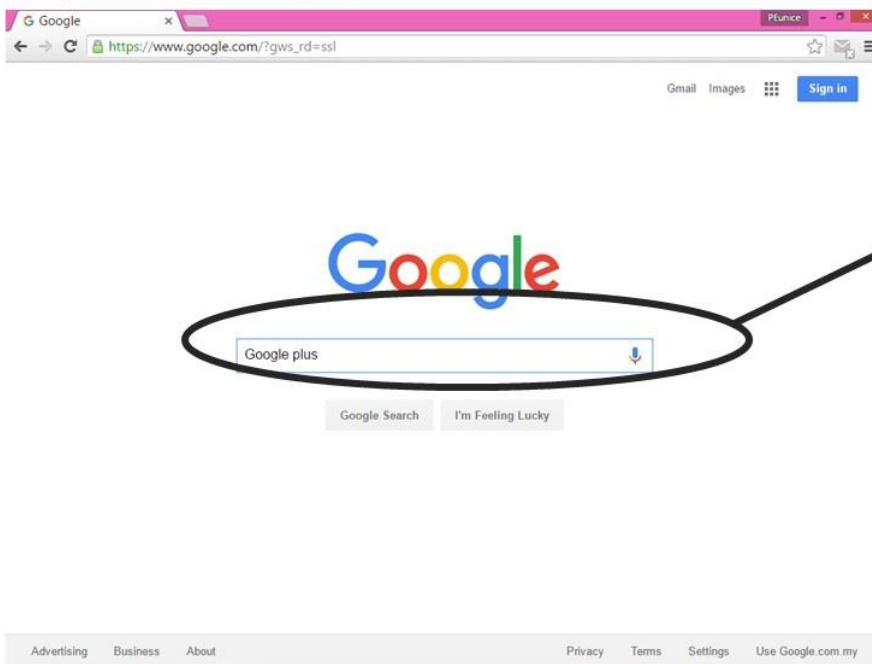 G Google
PEunice
https://www.google.com/?gws_rd=ssl
Gmail Images Sign in
Google
Google plus
Google Search I'm Feeling Lucky
Advertising Business About Privacy Terms Settings Use Google.com.my